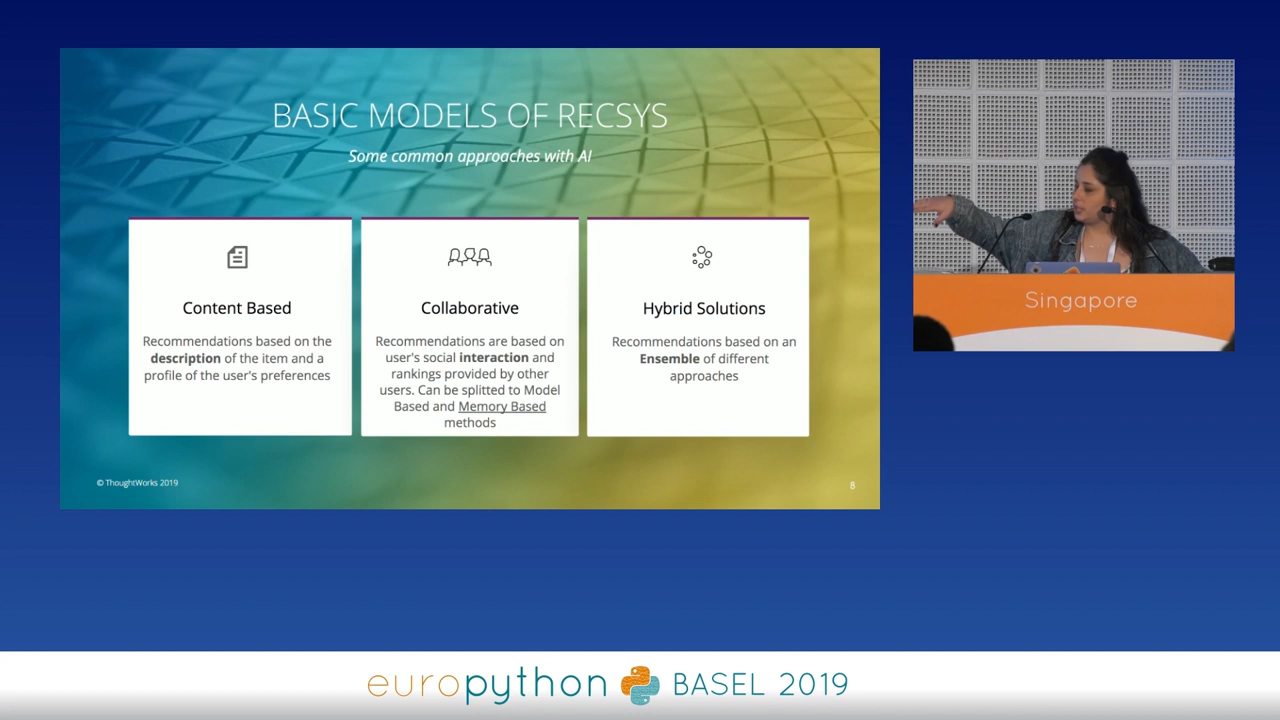 BASIC MODELS OF RECSYS
Some common approaches with AI
Content Based
Recommendations based on the
description of the item and a
profile of the user's preferences
Collaborative
Recommendations are based on
user's social interaction and
rankings provided by other
users. Can be splitted to Model
Based and Memory Based
methods
Hybrid Solutions
Recommendations based on an
Ensemble of different
approaches
© ThoughtWorks 2019
8
Singapore
europython BASEL 2019